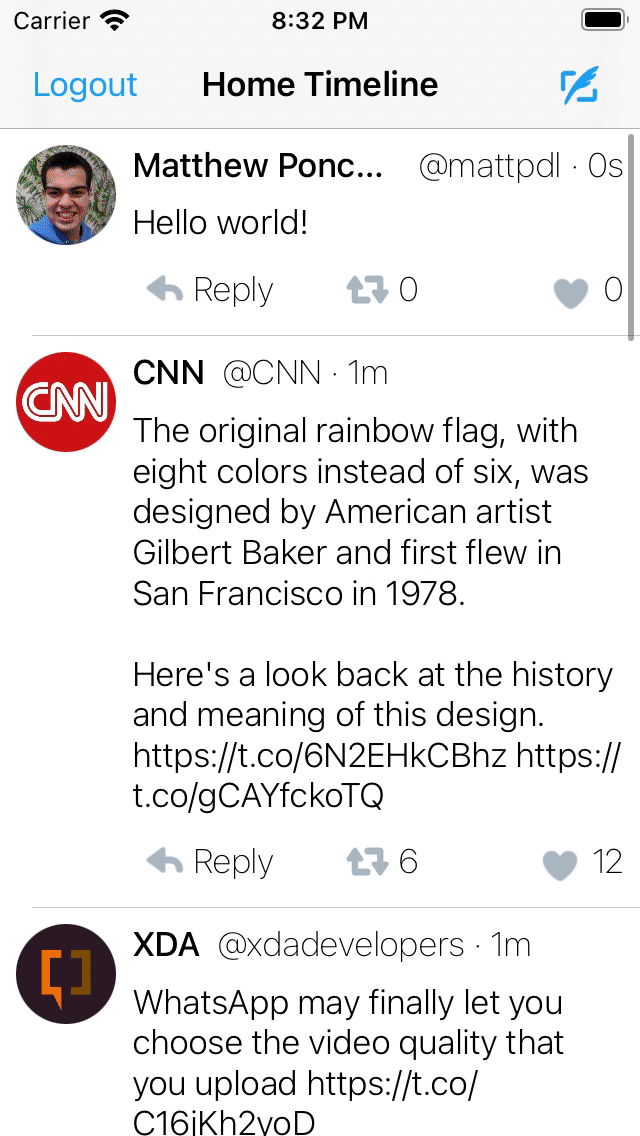 Carrier 8:32 PM
Logout Home Timeline
Matthew Ponc... @mattpdl · 0s
Hello world!
Reply 0 0
CNN
CNN @CNN · 1m
The original rainbow flag, with
eight colors instead of six, was
designed by American artist
Gilbert Baker and first flew in
San Francisco in 1978.
Here's a look back at the history
and meaning of this design.
https://t.co/6N2EHkCBhz https://
t.co/gCAYfckoTQ
Reply 6 12
XDA @xdadevelopers · 1m
WhatsApp may finally let you
choose the video quality that
you upload https://t.co/
C16jKh2yoD